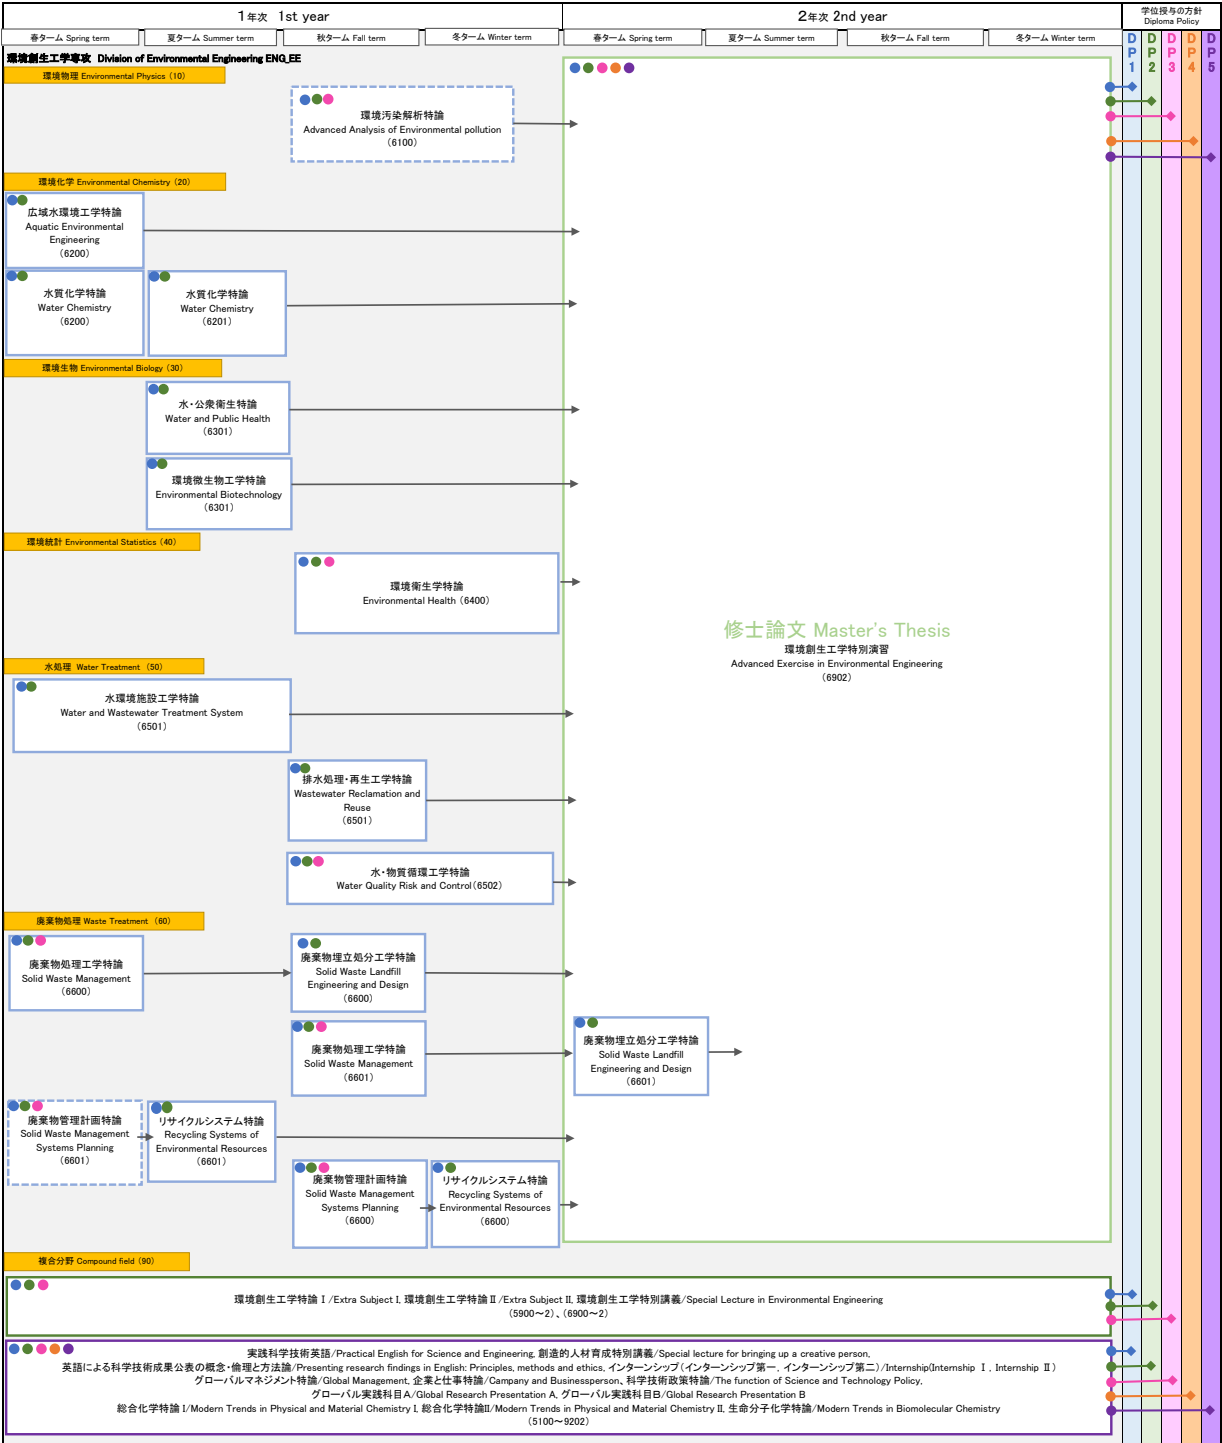 1年次 1st year
2年次 2nd year
学位授与の方針
Diploma Policy
春ターム Spring term
夏ターム Summer term
秋ターム Fall term
冬ターム Winter term
春ターム Spring term
夏ターム Summer term
秋ターム Fall term
冬ターム Winter term
DP1
DP2
DP3
DP4
DP5
環境創生工学専攻 Division of Environmental Engineering ENG_EE
環境物理 Environmental Physics (10)
環境汚染解析特論
Advanced Analysis of Environmental pollution
(6100)
環境化学 Environmental Chemistry (20)
広域水環境工学特論
Aquatic Environmental
Engineering
(6200)
水質化学特論
Water Chemistry
(6200)
水質化学特論
Water Chemistry
(6201)
環境生物 Environmental Biology (30)
水・公衆衛生特論
Water and Public Health
(6301)
環境微生物工学特論
Environmental Biotechnology
(6301)
環境統計 Environmental Statistics (40)
環境衛生学特論
Environmental Health (6400)
修士論文 Master's Thesis
環境創生工学特別演習
Advanced Exercise in Environmental Engineering
(6902)
水処理 Water Treatment (50)
水環境施設工学特論
Water and Wastewater Treatment System
(6501)
排水処理・再生工学特論
Wastewater Reclamation and
Reuse
(6501)
水・物質循環工学特論
Water Quality Risk and Control(6502)
廃棄物処理 Waste Treatment (60)
廃棄物処理工学特論
Solid Waste Management
(6600)
廃棄物埋立処分工学特論
Solid Waste Landfill
Engineering and Design
(6600)
廃棄物処理工学特論
Solid Waste Management
(6601)
廃棄物埋立処分工学特論
Solid Waste Landfill
Engineering and Design
(6601)
廃棄物管理計画特論
Solid Waste Management
Systems Planning
(6601)
リサイクルシステム特論
Recycling Systems of
Environmental Resources
(6601)
廃棄物管理計画特論
Solid Waste Management
Systems Planning
(6600)
リサイクルシステム特論
Recycling Systems of
Environmental Resources
(6600)
複合分野 Compound field (90)
環境創生工学特論Ⅰ/Extra Subject I, 環境創生工学特論Ⅱ/Extra Subject II, 環境創生工学特別講義/Special Lecture in Environmental Engineering
(5900～2)、(6900～2)
実践科学技術英語/Practical English for Science and Engineering, 創造的人材育成特別講義/Special lecture for bringing up a creative person,
英語による科学技術成果公表の概念・倫理と方法論/Presenting research findings in English: Principles, methods and ethics, インターンシップ(インターンシップ第一, インターンシップ第二)/Internship(Internship Ⅰ, Internship Ⅱ)
グローバルマネジメント特論/Global Management, 企業と仕事特論/Campany and Businessperson、科学技術政策特論/The function of Science and Technology Policy,
グローバル実践科目A/Global Research Presentation A, グローバル実践科目B/Global Research Presentation B
総合化学特論 I/Modern Trends in Physical and Material Chemistry I, 総合化学特論II/Modern Trends in Physical and Material Chemistry II, 生命分子化学特論/Modern Trends in Biomolecular Chemistry
(5100～9202)